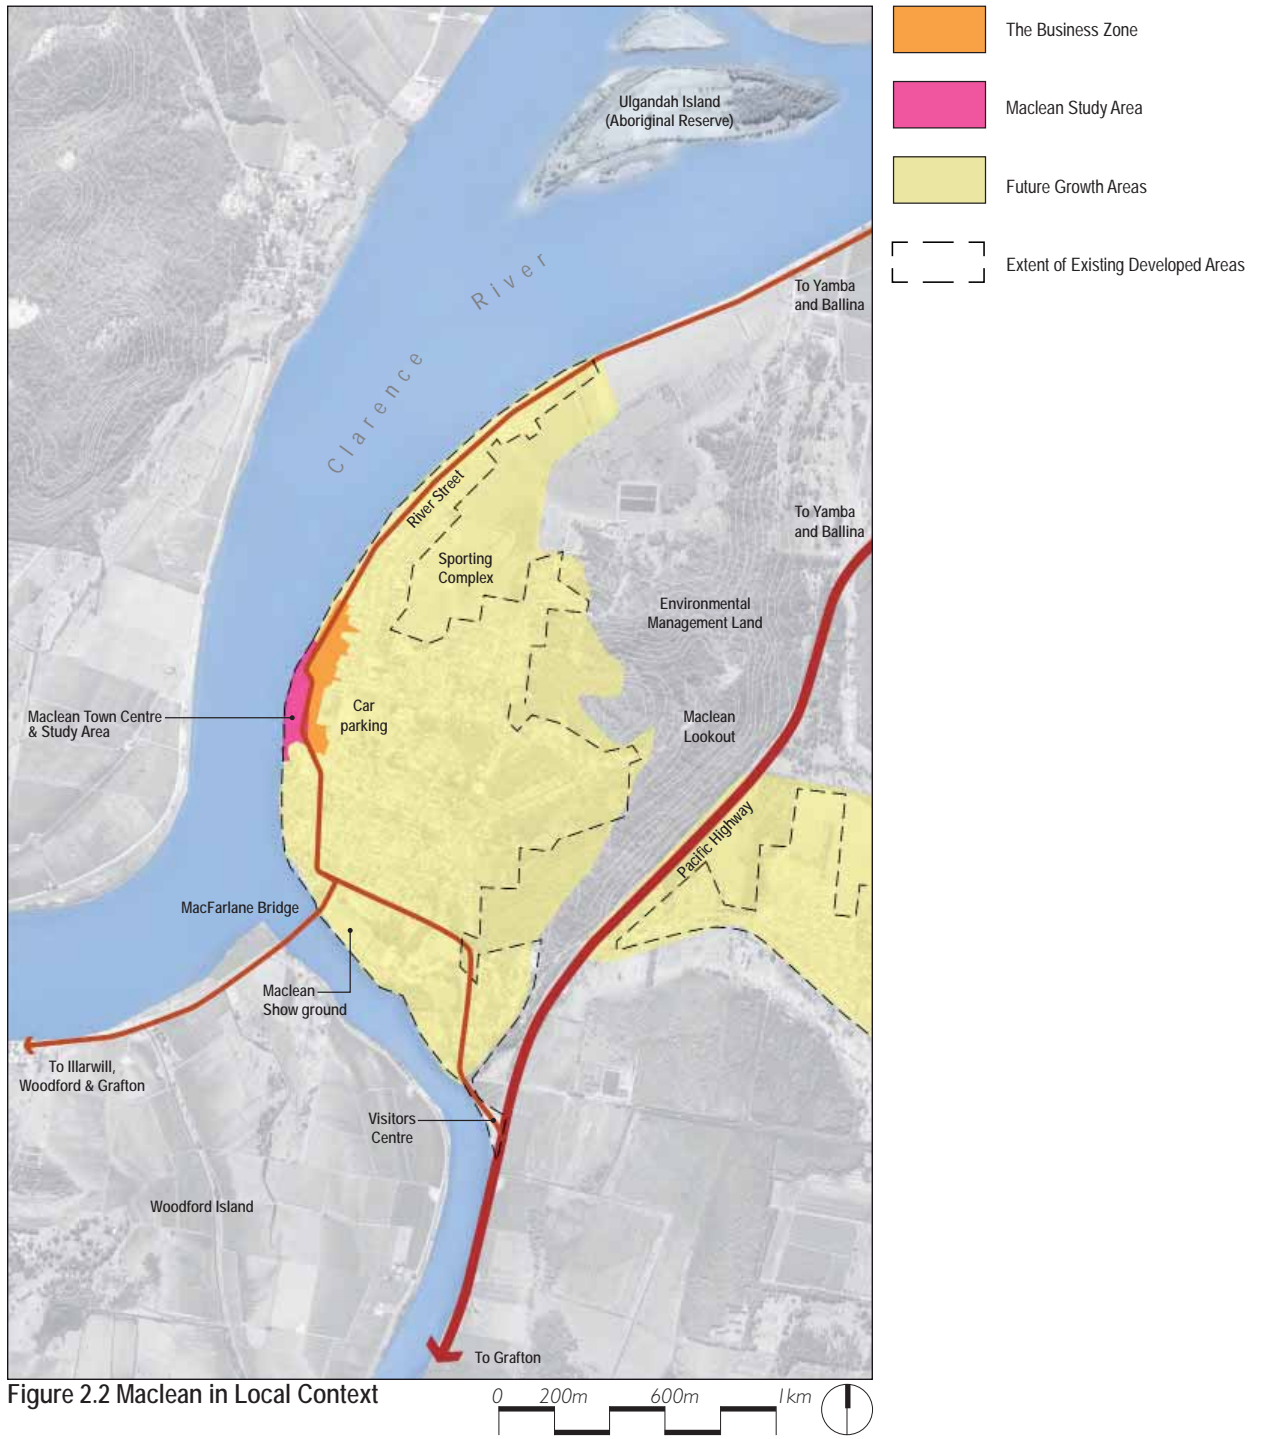 The Business Zone
Maclean Study Area
Future Growth Areas
Extent of Existing Developed Areas
Ulgandah Island
(Aboriginal Reserve)
Clarence River
To Yamba
and Ballina
River Street
To Yamba
and Ballina
Sporting
Complex
Environmental
Management Land
Car
parking
Maclean Town Centre
& Study Area
Maclean
Lookout
Pacific Highway
MacFarlane Bridge
Maclean
Show ground
To Illarwill,
Woodford & Grafton
Visitors
Centre
Woodford Island
To Grafton
Figure 2.2 Maclean in Local Context
0 200m 600m 1km